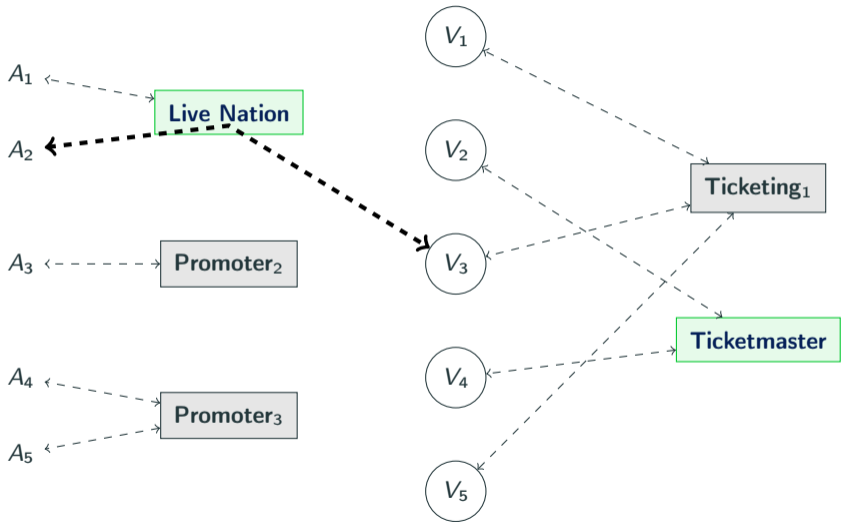 A₁
Live Nation
A₂
A₃
Promoter₂
A₄
Promoter₃
A₅
V₁
V₂
V₃
V₄
V₅
Ticketing₁
Ticketmaster